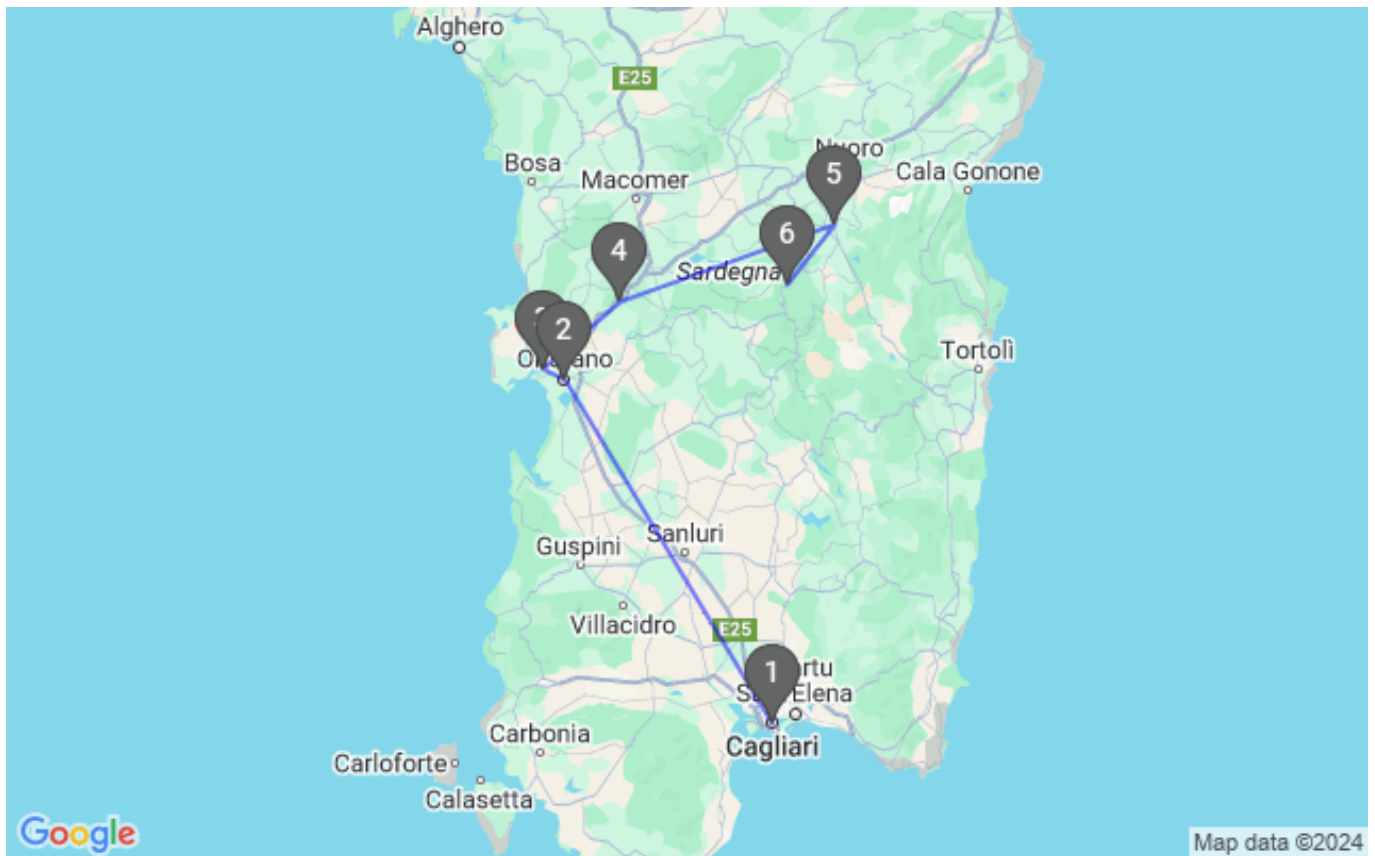 Alghero
E25
Nuoro
5
Bosa
Macomer
Cala Gonone
6
4
Sardegna
3
2
Oristano
Tortolì
Sanluri
Guspini
Villacidro
E25
1
Elena
Cagliari
Carbonia
Carloforte
Calasetta
Google
Map data ©2024